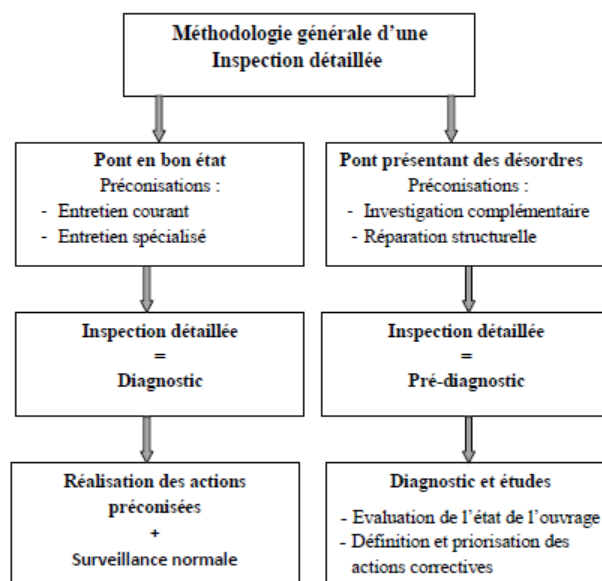 Méthodologie générale d'une
Inspection détaillée
Pont en bon état
Préconisations :
- Entretien courant
- Entretien spécialisé
Pont présentant des désordres
Préconisations :
- Investigation complémentaire
- Réparation structurelle
Inspection détaillée
=
Diagnostic
Inspection détaillée
=
Pré-diagnostic
Réalisation des actions
préconisées
+
Surveillance normale
Diagnostic et études
- Evaluation de l'état de l'ouvrage
- Définition et priorisation des
actions correctives